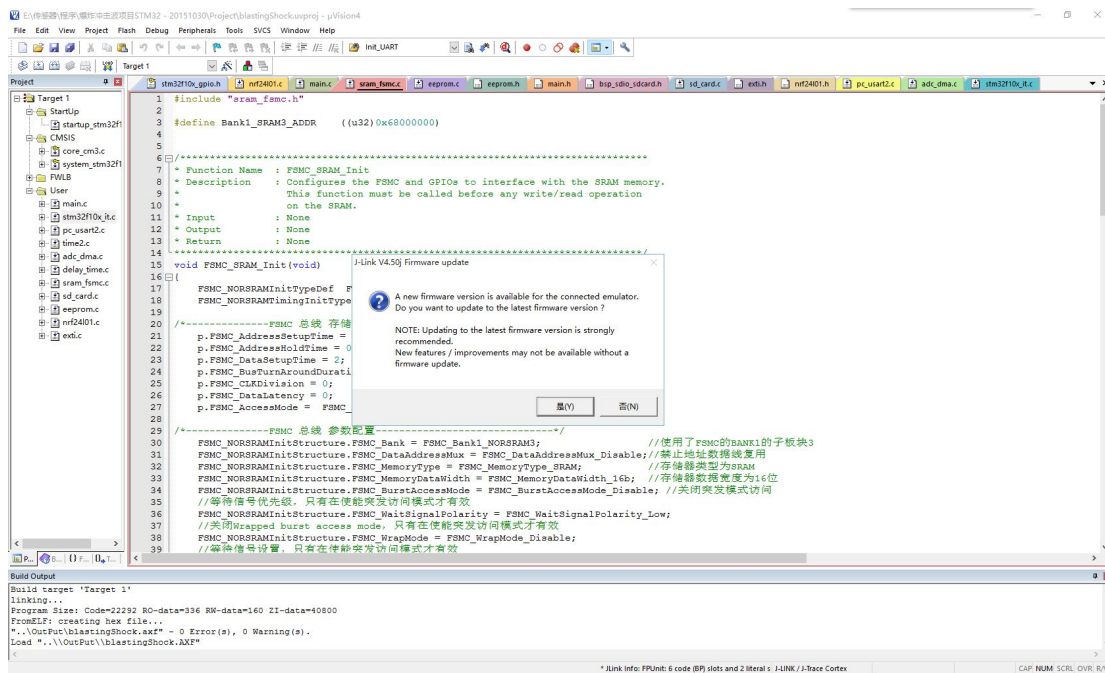 E:\传感器\程序\爆炸冲击波项目STM32 - 20151030\Project\blastingShock.uvproj - µVision4
File Edit View Project Flash Debug Peripherals Tools SVCS Window Help
Init_UART
Target 1
Project
stm32f10x_gpio.h nrf24l01.c main.c sram_fsmc.c eeprom.c eeprom.h main.h bsp_sdio_sdcard.h sd_card.c exti.h nrf24l01.h pc_usart2.c adc_dma.c stm32f10x_it.c
Target 1
StartUp
startup_stm32f1
CMSIS
core_cm3.c
system_stm32f1
FWLB
User
main.c
stm32f10x_it.c
pc_usart2.c
time2.c
adc_dma.c
delay_time.c
sram_fsmc.c
sd_card.c
eeprom.c
nrf24l01.c
exti.c
1 #include "sram_fsmc.h"
2
3 #define Bank1_SRAM3_ADDR ((u32)0x68000000)
4
5
6 /*******************************************************************************
7 * Function Name : FSMC_SRAM_Init
8 * Description : Configures the FSMC and GPIOs to interface with the SRAM memory.
9 * This function must be called before any write/read operation
10 * on the SRAM.
11 * Input : None
12 * Output : None
13 * Return : None
14 *******************************************************************************/
15 void FSMC_SRAM_Init(void)
16 {
17 FSMC_NORSRAMInitTypeDef F
18 FSMC_NORSRAMTimingInitType
19
20 /*--------------FSMC 总线 存储
21 p.FSMC_AddressSetupTime =
22 p.FSMC_AddressHoldTime = 0
23 p.FSMC_DataSetupTime = 2;
24 p.FSMC_BusTurnAroundDurati
25 p.FSMC_CLKDivision = 0;
26 p.FSMC_DataLatency = 0;
27 p.FSMC_AccessMode = FSMC_
28
29 /*--------------FSMC 总线 参数配置------------------------------*/
30 FSMC_NORSRAMInitStructure.FSMC_Bank = FSMC_Bank1_NORSRAM3; //使用了FSMC的BANK1的子板块3
31 FSMC_NORSRAMInitStructure.FSMC_DataAddressMux = FSMC_DataAddressMux_Disable;//禁止地址数据线复用
32 FSMC_NORSRAMInitStructure.FSMC_MemoryType = FSMC_MemoryType_SRAM; //存储器类型为SRAM
33 FSMC_NORSRAMInitStructure.FSMC_MemoryDataWidth = FSMC_MemoryDataWidth_16b; //存储器数据宽度为16位
34 FSMC_NORSRAMInitStructure.FSMC_BurstAccessMode = FSMC_BurstAccessMode_Disable; //关闭突发模式访问
35 //等待信号优先级，只有在使能突发访问模式才有效
36 FSMC_NORSRAMInitStructure.FSMC_WaitSignalPolarity = FSMC_WaitSignalPolarity_Low;
37 //关闭Wrapped burst access mode，只有在使能突发访问模式才有效
38 FSMC_NORSRAMInitStructure.FSMC_WrapMode = FSMC_WrapMode_Disable;
39 //等待信号设置，只有在使能突发访问模式才有效
J-Link V4.50j Firmware update
A new firmware version is available for the connected emulator.
Do you want to update to the latest firmware version ?
NOTE: Updating to the latest firmware version is strongly
recommended.
New features / improvements may not be available without a
firmware update.
是(Y) 否(N)
P... B... {} F... 0. T...
Build Output
Build target 'Target 1'
linking...
Program Size: Code=22292 RO-data=336 RW-data=160 ZI-data=40800
FromELF: creating hex file...
"..\OutPut\blastingShock.axf" - 0 Error(s), 0 Warning(s).
Load "..\\OutPut\\blastingShock.AXF"
* JLink Info: FPUnit: 6 code (BP) slots and 2 literal s J-LINK / J-Trace Cortex CAP NUM SCRL OVR R/